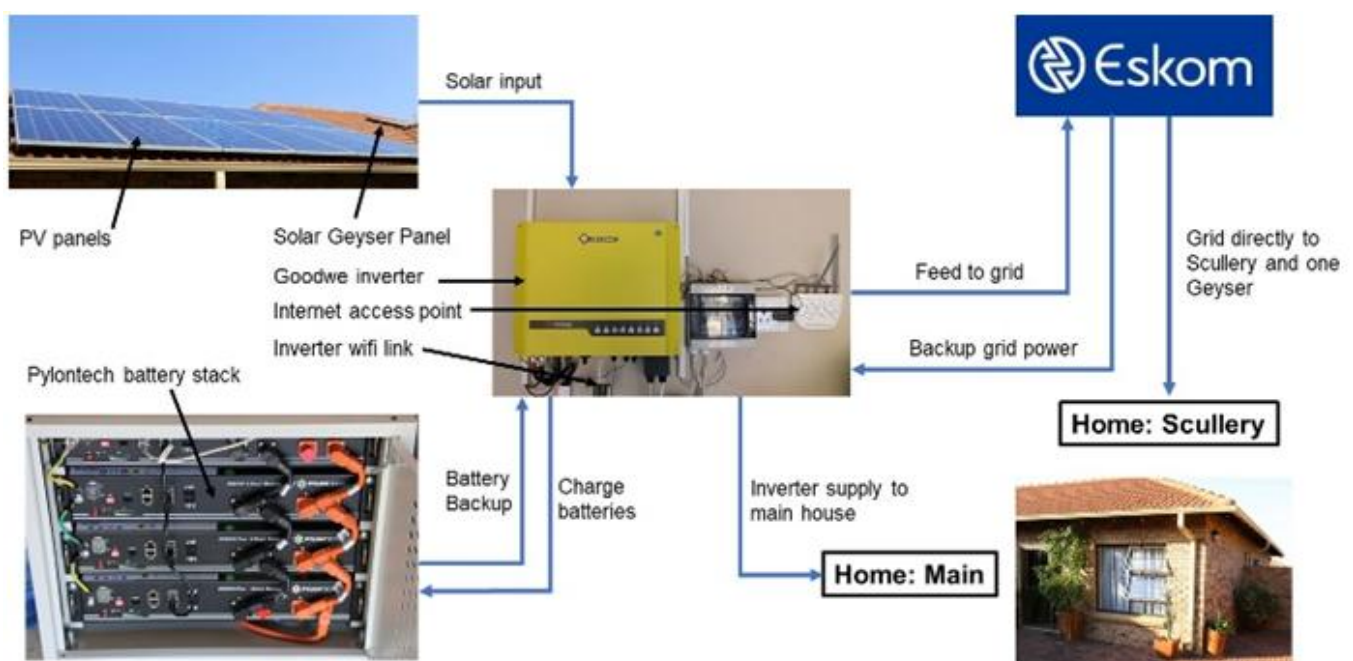 Solar input
Eskom
PV panels
Solar Geyser Panel
Goodwe inverter
Internet access point
Inverter wifi link
Pylontech battery stack
Feed to grid
Backup grid power
Grid directly to
Scullery and one
Geyser
Home: Scullery
Battery
Backup
Charge
batteries
Inverter supply to
main house
Home: Main